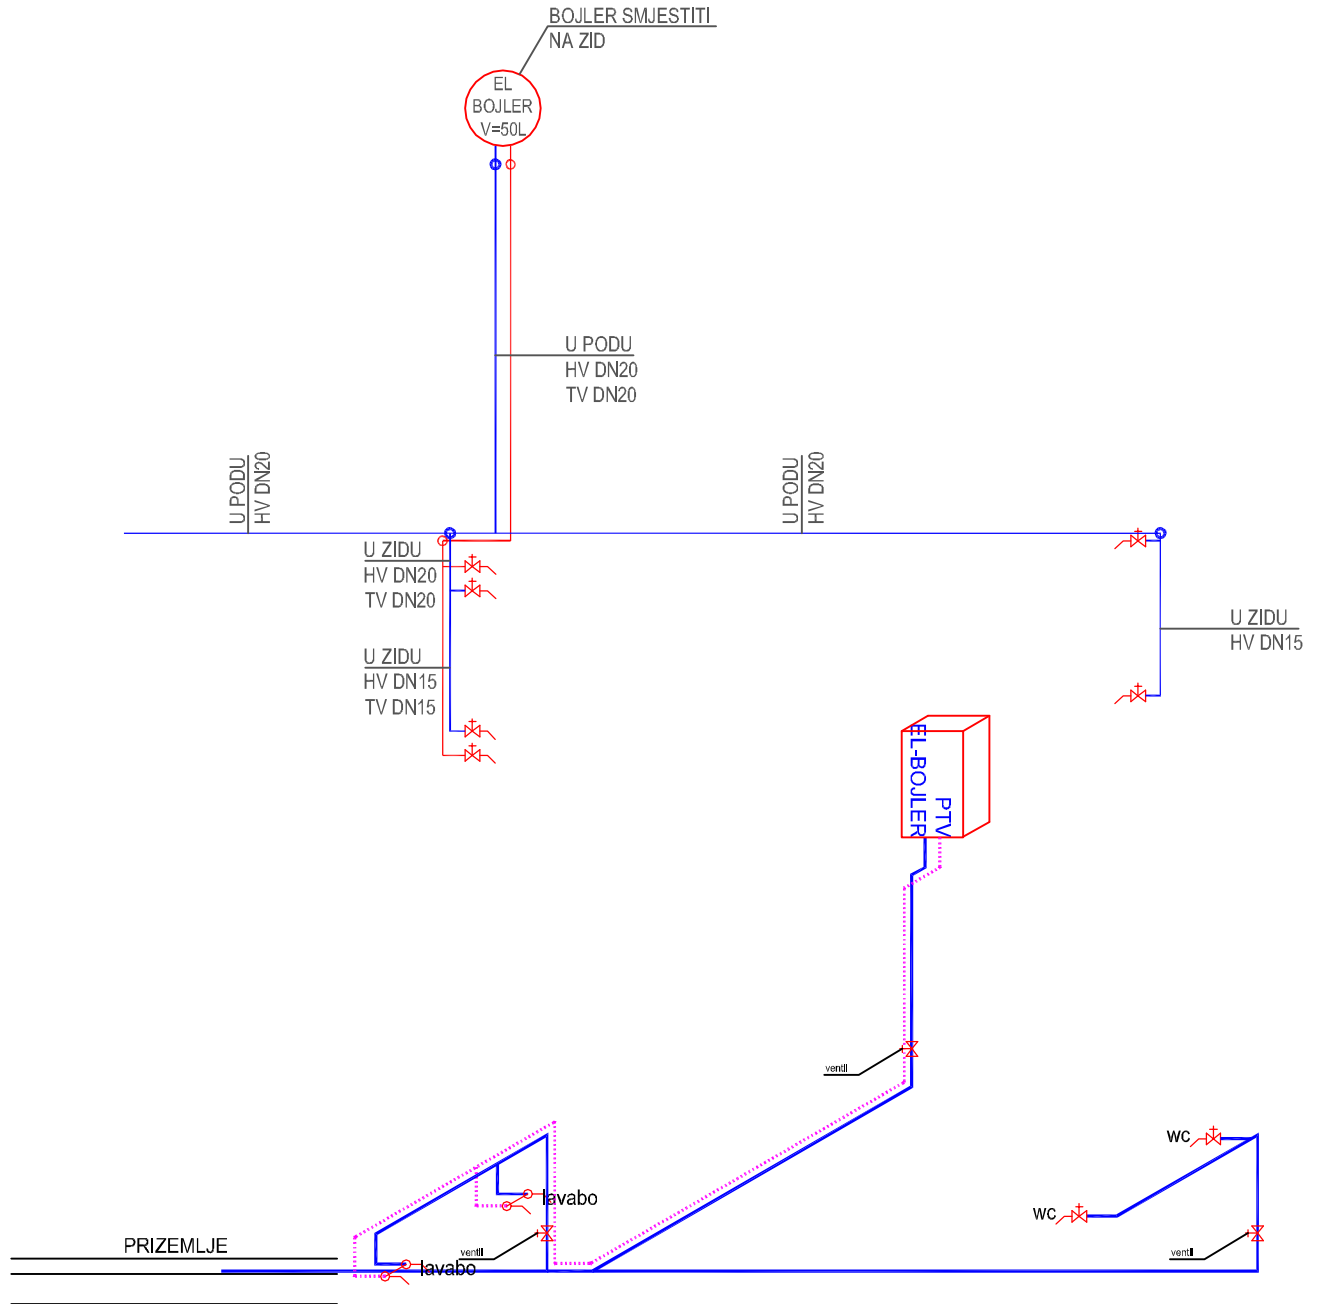 BOJLER SMJESTITI
NA ZID
EL
BOJLER
V=50L
U PODU
HV DN20
TV DN20
U PODU
HV DN20
U PODU
HV DN20
U ZIDU
HV DN20
TV DN20
U ZIDU
HV DN15
U ZIDU
HV DN15
TV DN15
EL-BOJLER
PTV
ventil
wc
lavabo
wc
PRIZEMLJE
ventil
ventil
lavabo